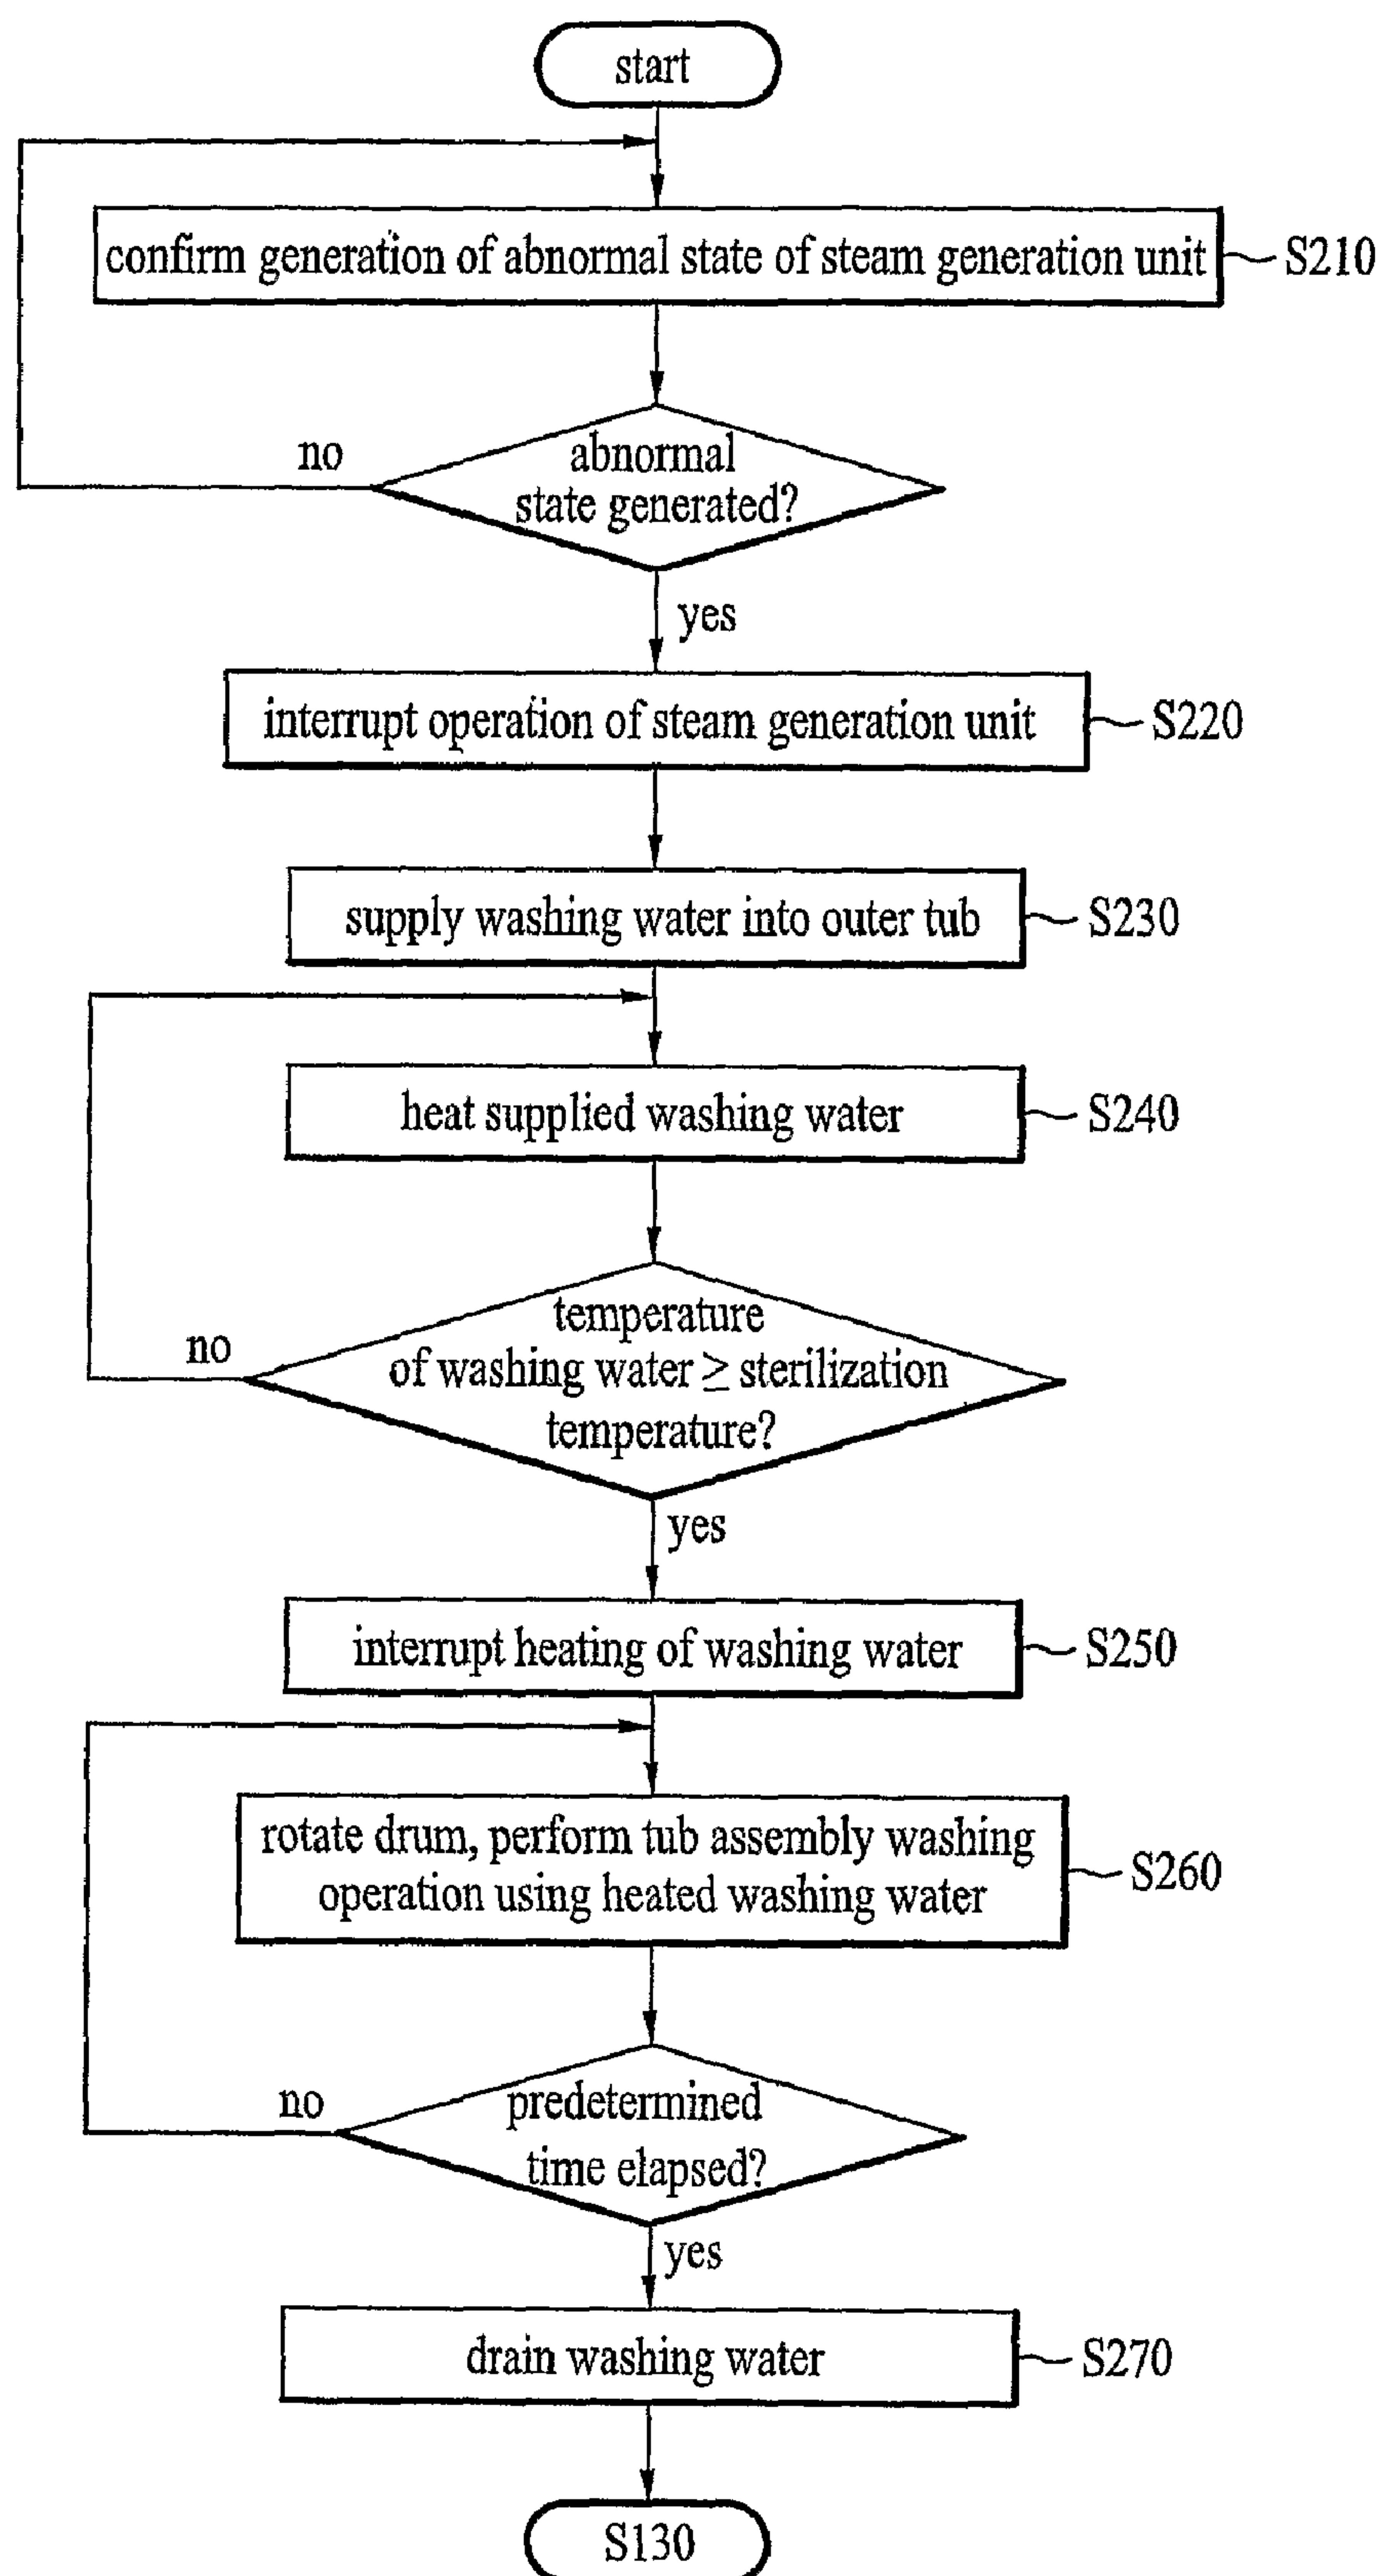 start
confirm generation of abnormal state of steam generation unit
S210
abnormal
state generated?
no
yes
interrupt operation of steam generation unit
S220
supply washing water into outer tub
S230
heat supplied washing water
S240
temperature
of washing water ≥ sterilization
temperature?
no
yes
interrupt heating of washing water
S250
rotate drum, perform tub assembly washing
operation using heated washing water
S260
predetermined
time elapsed?
no
yes
drain washing water
S270
S130